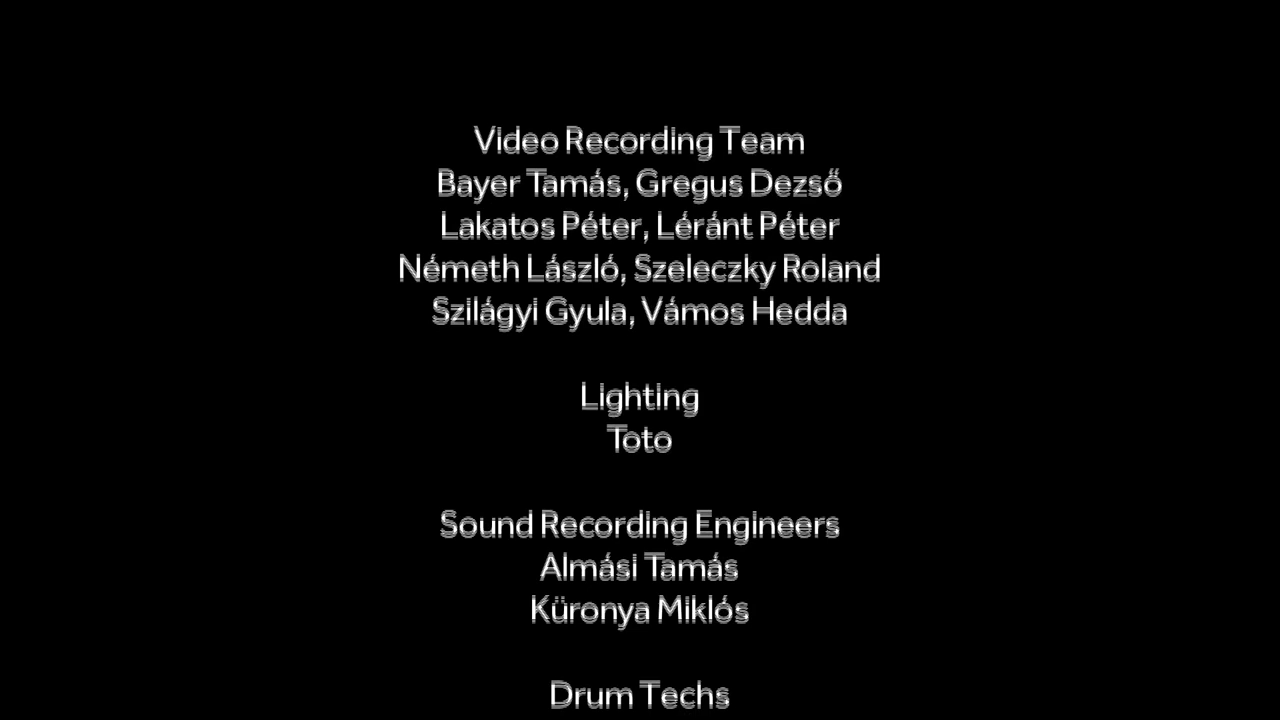 Video Recording Team
Bayer Tamás, Gregus Dezső
Lakatos Péter, Léránt Péter
Németh László, Szeleczky Roland
Szilágyi Gyula, Vámos Hedda
Lighting
Toto
Sound Recording Engineers
Almási Tamás
Küronya Miklós
Drum Techs